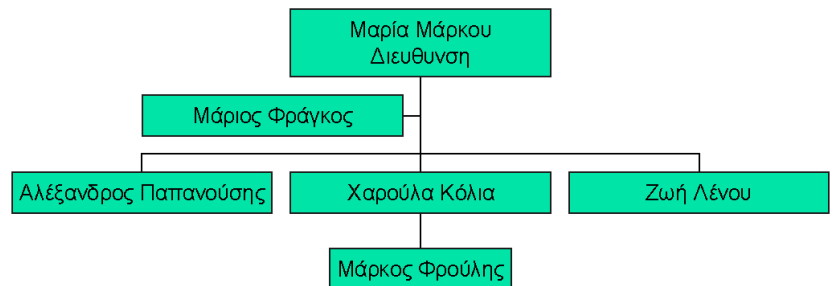 Μαρία Μάρκου
Διευθυνση
Μάριος Φράγκος
Αλέξανδρος Παπανούσης
Χαρούλα Κόλια
Ζωή Λένου
Μάρκος Φρούλης